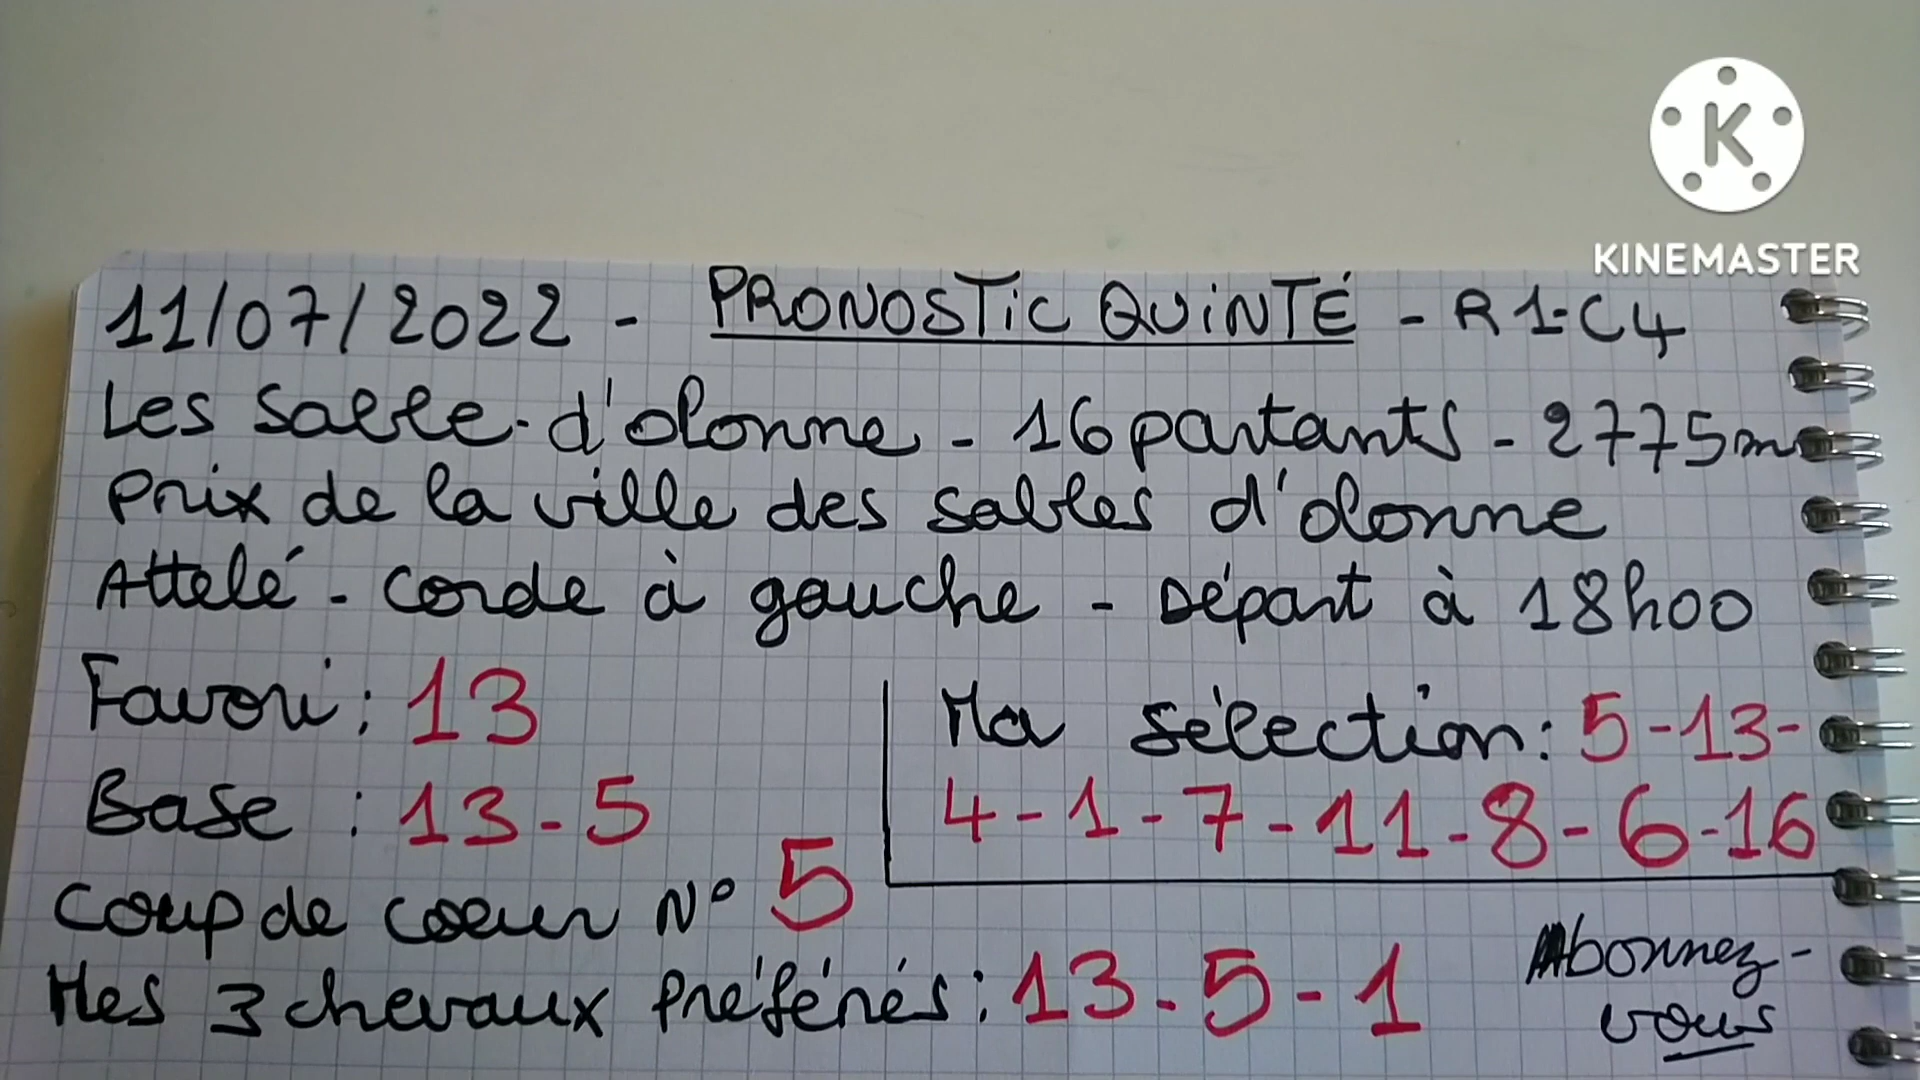 KINEMASTER
11/07/2022 - PRONOSTiC QUiNTÉ - R1-C4
Les Sable-d'olonne - 16 partants - 2775m
Prix de la ville des sables d'olonne
Attelé - corde à gauche - Départ à 18h00
Favori : 13
Base : 13-5
Ma sélection : 5-13-
4-1-7-11-8-6-16
Coup de coeur N° 5
Mes 3 chevaux préférés : 13-5-1
Abonnez-
vous